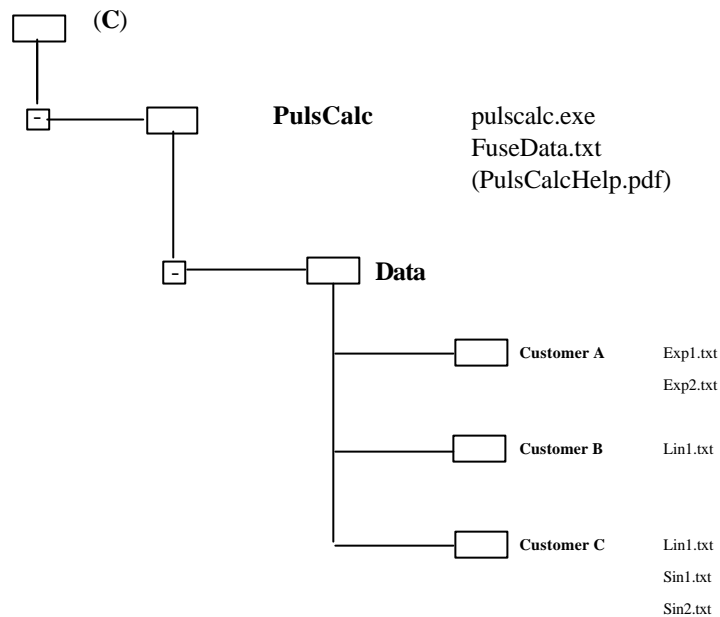 (C)
- PulsCalc pulscalc.exe
FuseData.txt
(PulsCalcHelp.pdf)
- Data
Customer A Exp1.txt
Exp2.txt
Customer B Lin1.txt
Customer C Lin1.txt
Sin1.txt
Sin2.txt